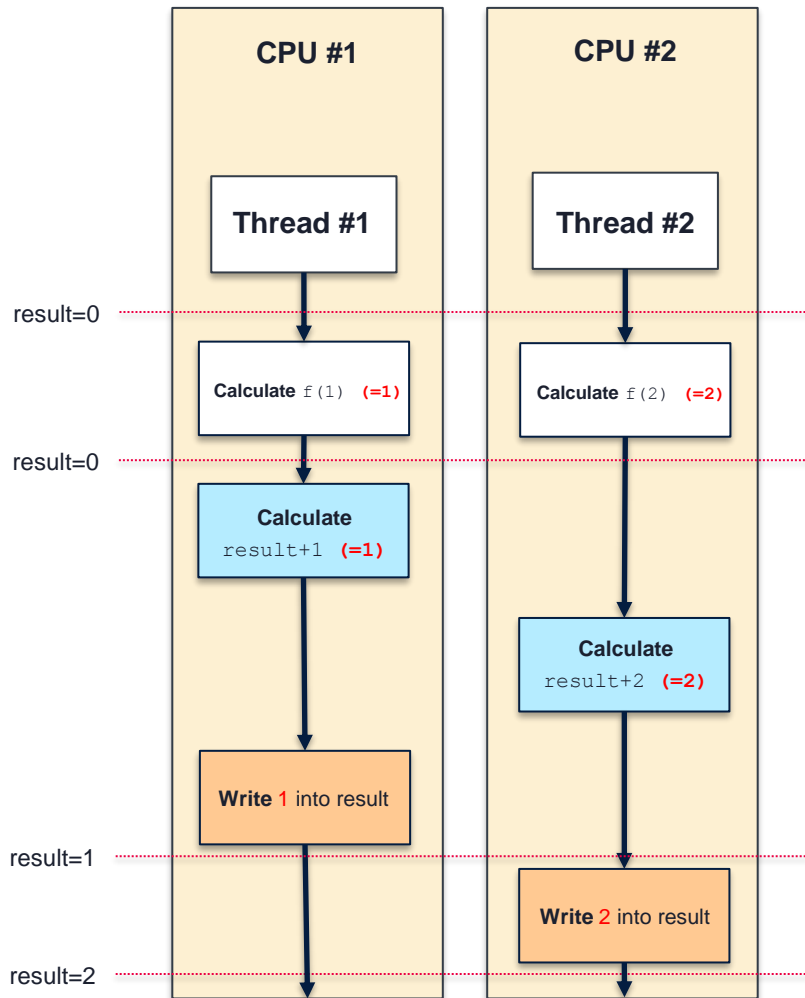 CPU #1
CPU #2
Thread #1
Thread #2
result=0
Calculate f(1) (=1)
Calculate f(2) (=2)
result=0
Calculate
result+1 (=1)
Calculate
result+2 (=2)
Write 1 into result
result=1
Write 2 into result
result=2